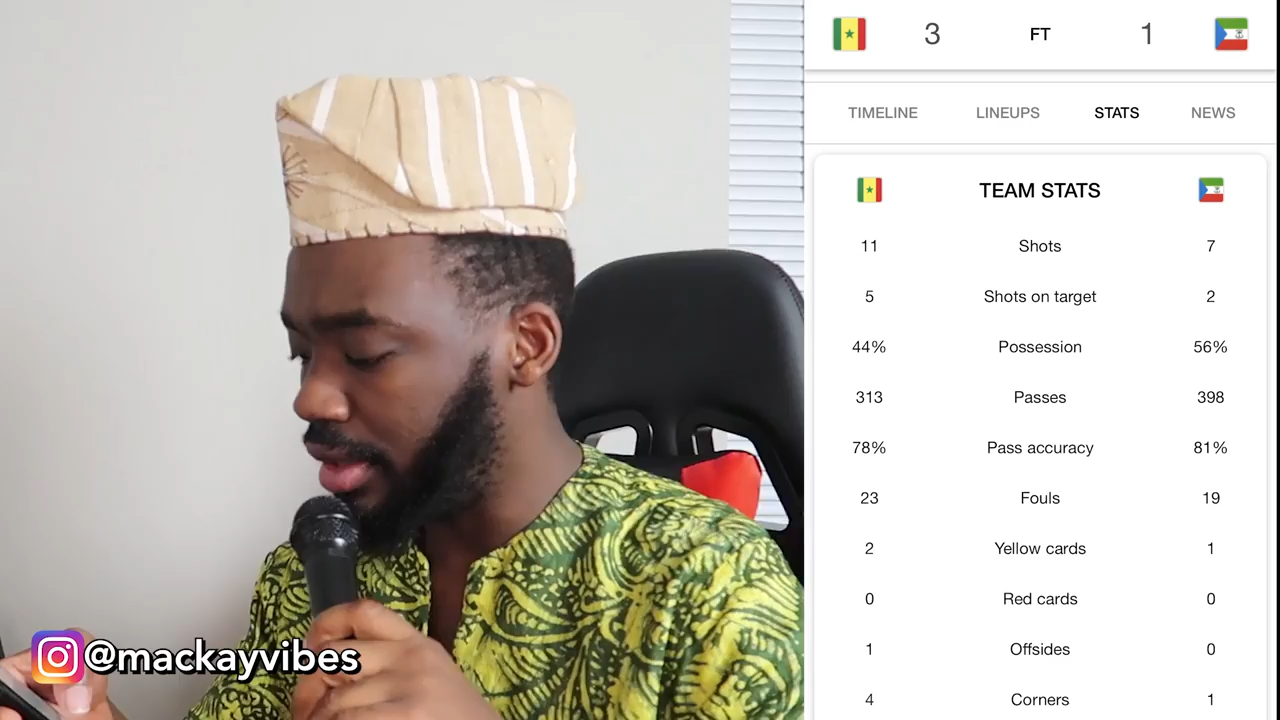 3 FT 1
TIMELINE LINEUPS STATS NEWS
TEAM STATS
11 Shots 7
5 Shots on target 2
44% Possession 56%
313 Passes 398
78% Pass accuracy 81%
23 Fouls 19
2 Yellow cards 1
0 Red cards 0
1 Offsides 0
4 Corners 1
@mackayvibes